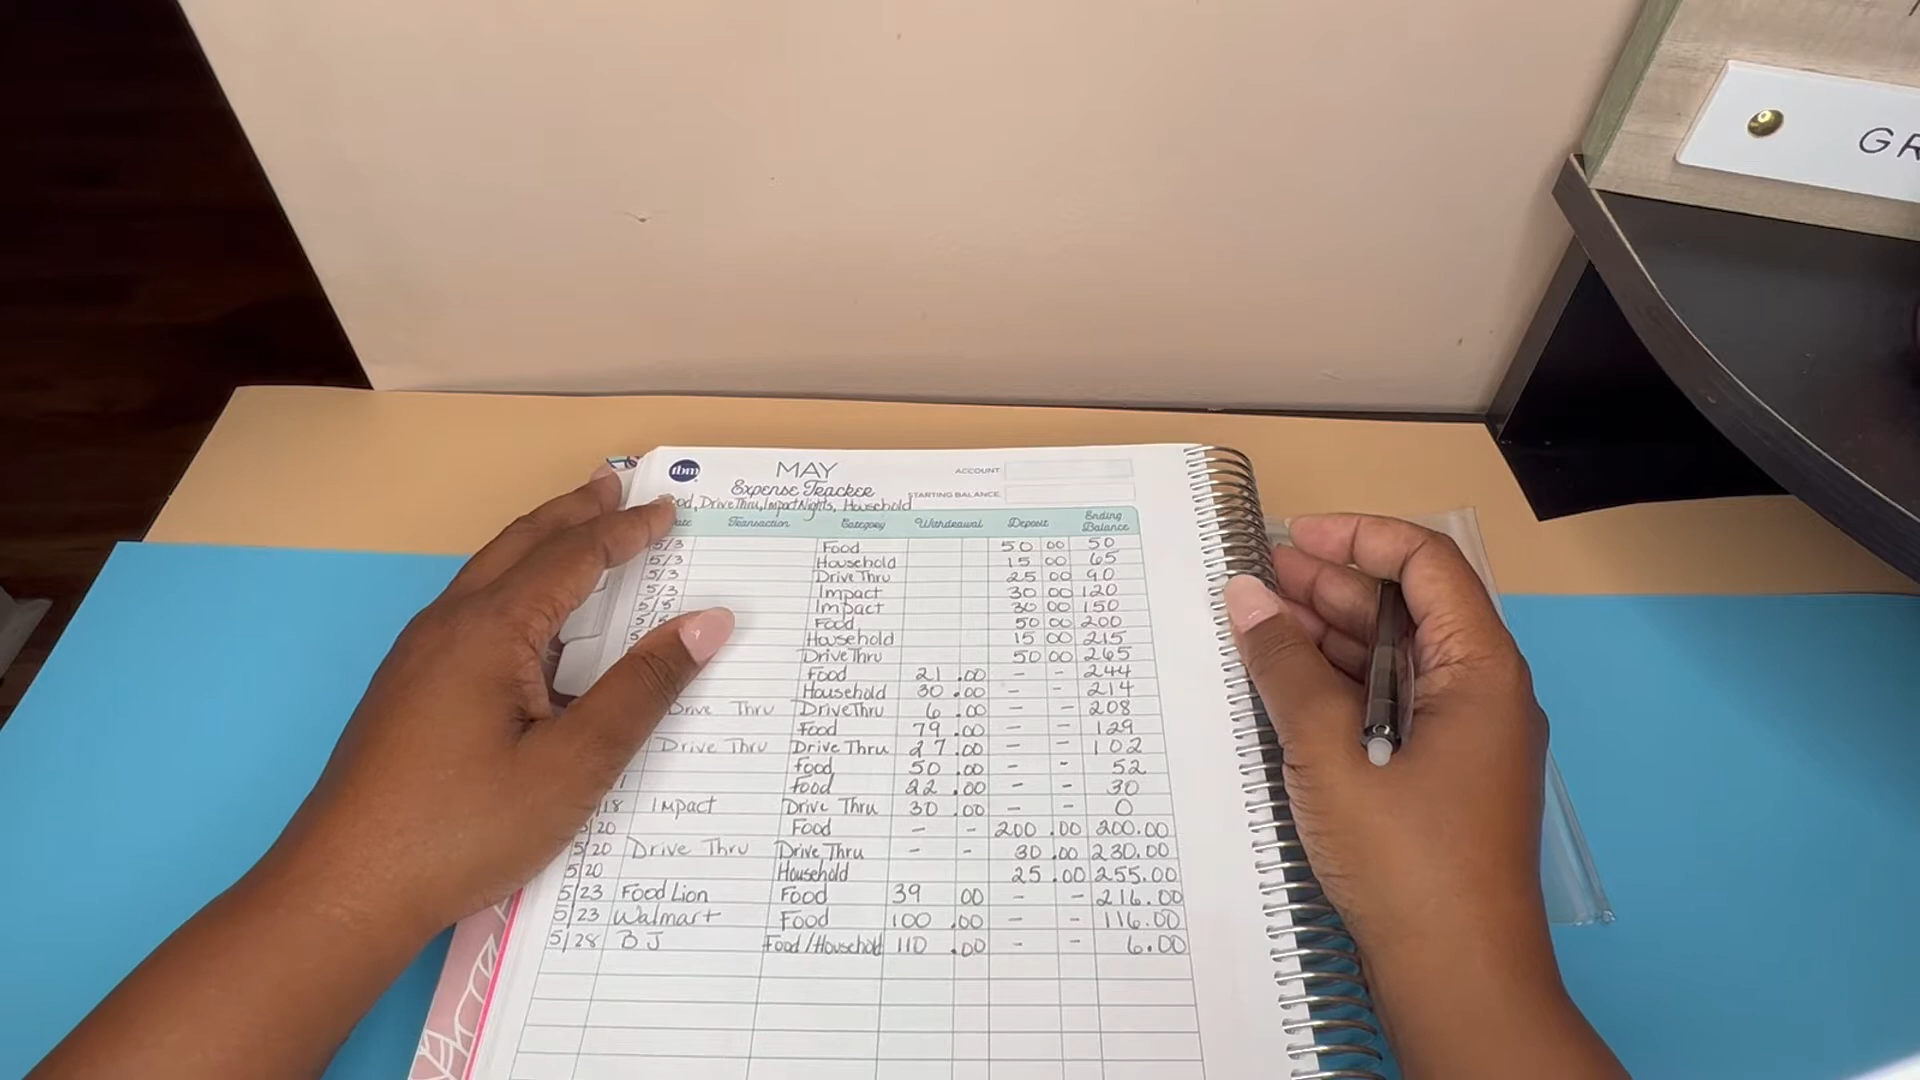 GR
tbm
MAY
ACCOUNT
Expense Tracker
STARTING BALANCE
od, Drive Thru, Impact Nights, Household
ate Transaction Category Withdrawal Deposit Ending Balance
5/3 Food 50 00 50
5/3 Household 15 00 65
5/3 Drive Thru 25 00 90
5/3 Impact 30 00 120
5/5 Impact 30 00 150
5/5 Food 50 00 200
5 Household 15 00 215
Drive Thru 50 00 265
Food 21 .00 - - 244
Household 30 .00 - - 214
Drive Thru Drive Thru 6 .00 - - 208
Food 79 .00 - - 129
Drive Thru Drive Thru 27 .00 - - 102
Food 50 .00 - - 52
Food 22 .00 - - 30
/18 Impact Drive Thru 30 .00 - - 0
5/20 Food - - 200 .00 200.00
5/20 Drive Thru Drive Thru - - 30 .00 230.00
5/20 Household 25 .00 255.00
5/23 Food Lion Food 39 00 - - 216.00
5/23 Walmart Food 100 .00 - - 116.00
5/28 BJ Food/Household 110 .00 - - 6.00